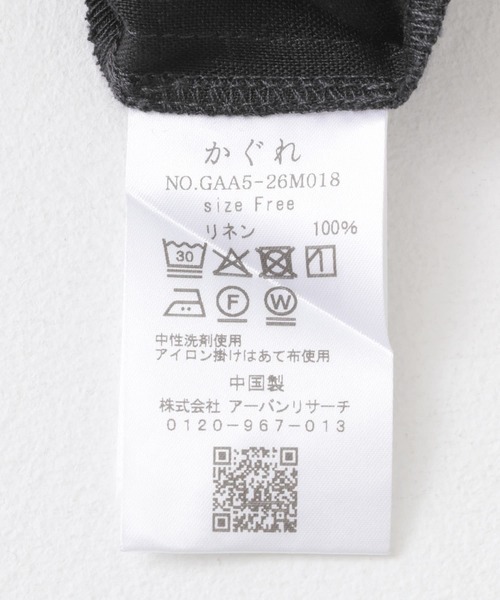 かぐれ
NO.GAA5-26M018
size Free
リネン 100%
30
F W
中性洗剤使用
アイロン掛けはあて布使用
中国製
株式会社 アーバンリサーチ
0120-967-013